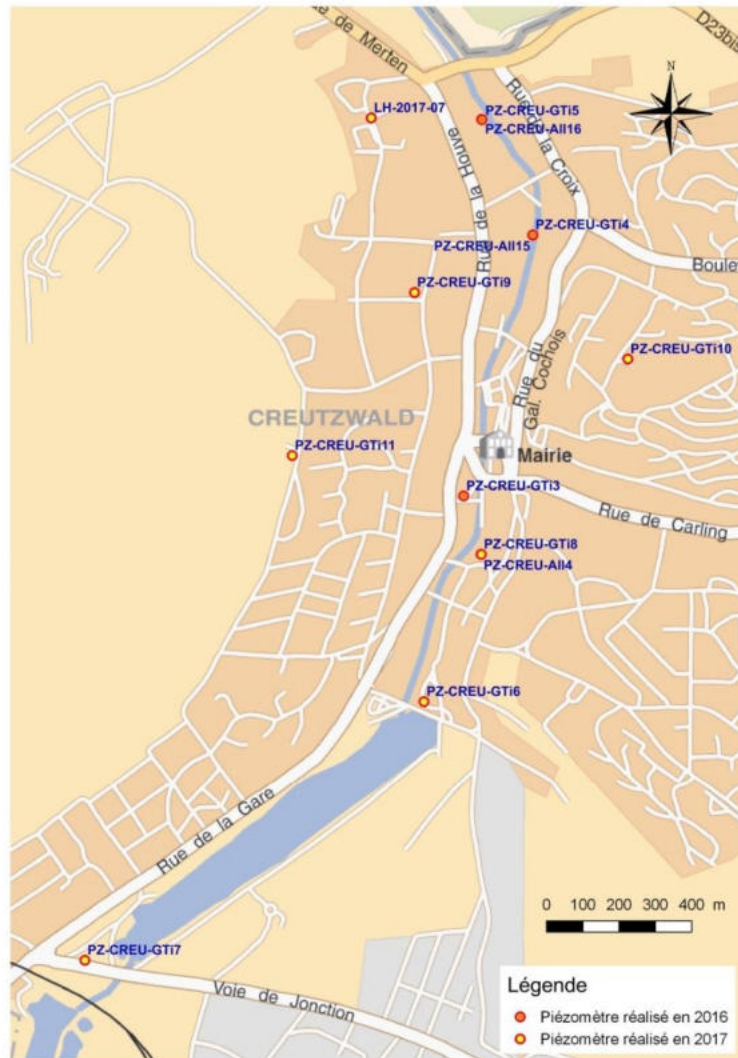 de Merten
D23bis
N
LH-2017-07
PZ-CREU-GTi5
PZ-CREU-All16
Rue de la Croix
Rue de la Houve
PZ-CREU-GTi4
PZ-CREU-All15
Boule
PZ-CREU-GTi9
PZ-CREU-GTi10
Rue du
Gal. Cochois
CREUTZWALD
PZ-CREU-GTi11
Mairie
PZ-CREU-GTi3
Rue de Carling
PZ-CREU-GTi8
PZ-CREU-All4
PZ-CREU-GTi6
Rue de la Gare
0 100 200 300 400 m
PZ-CREU-GTi7
Voie de Jonction
Légende
Piézomètre réalisé en 2016
Piézomètre réalisé en 2017